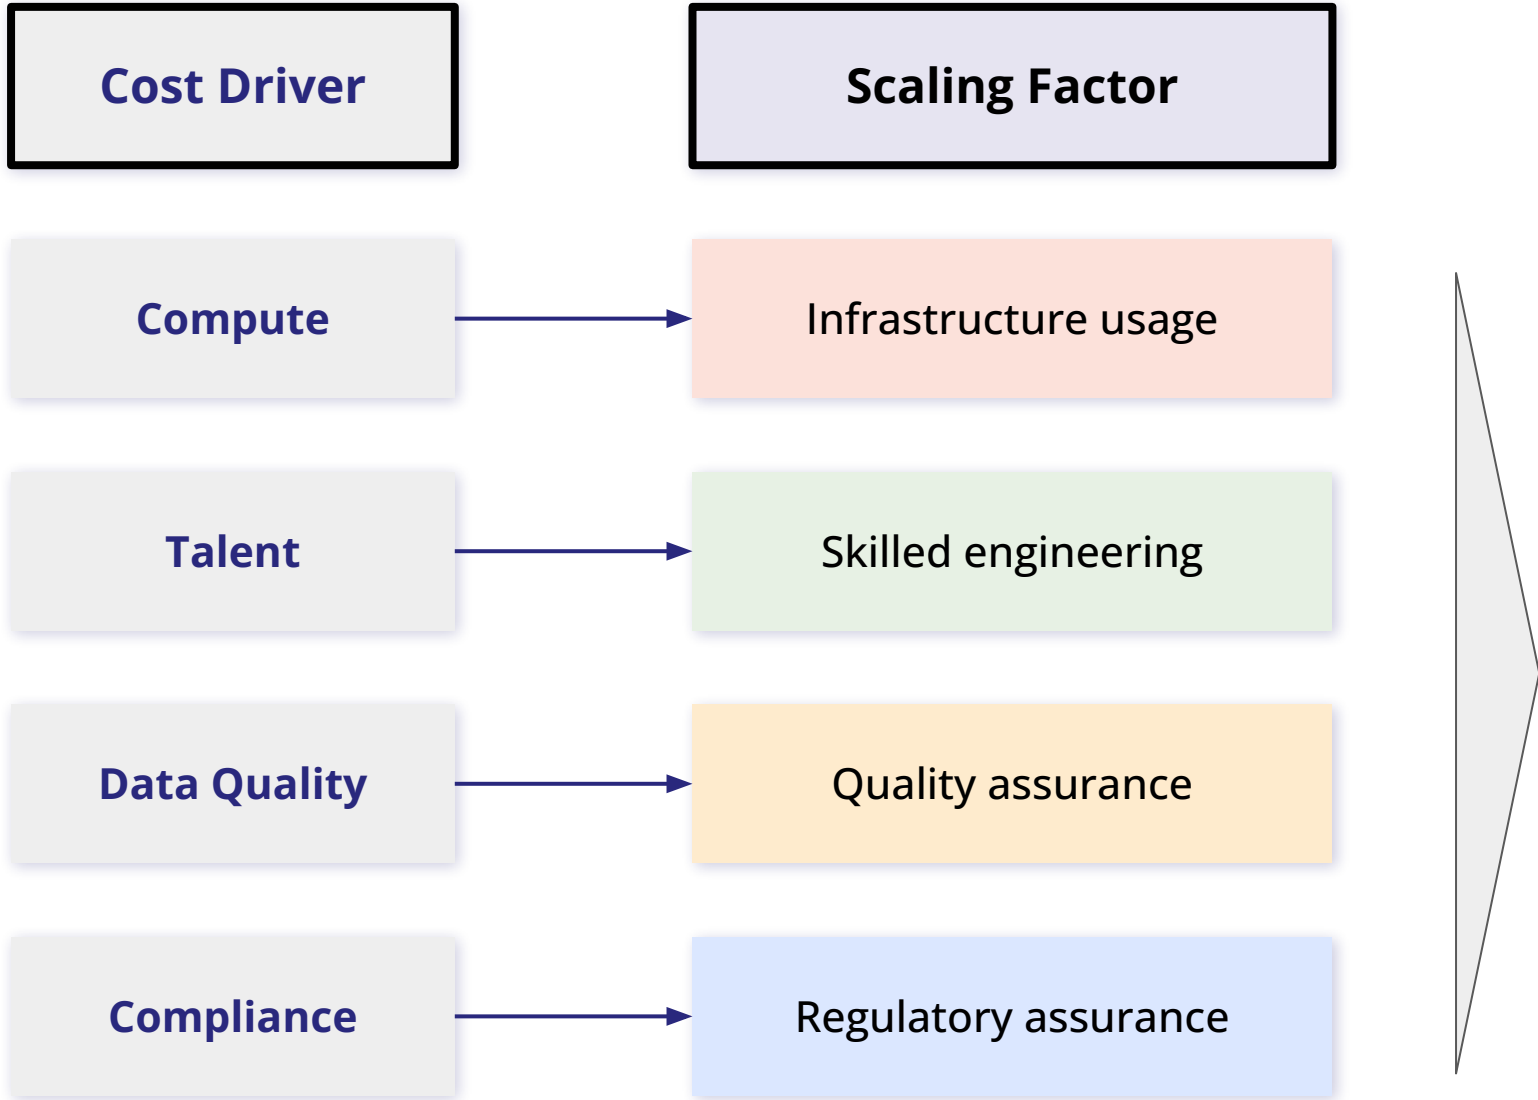 Cost Driver
Scaling Factor
Compute
Infrastructure usage
Talent
Skilled engineering
Data Quality
Quality assurance
Compliance
Regulatory assurance